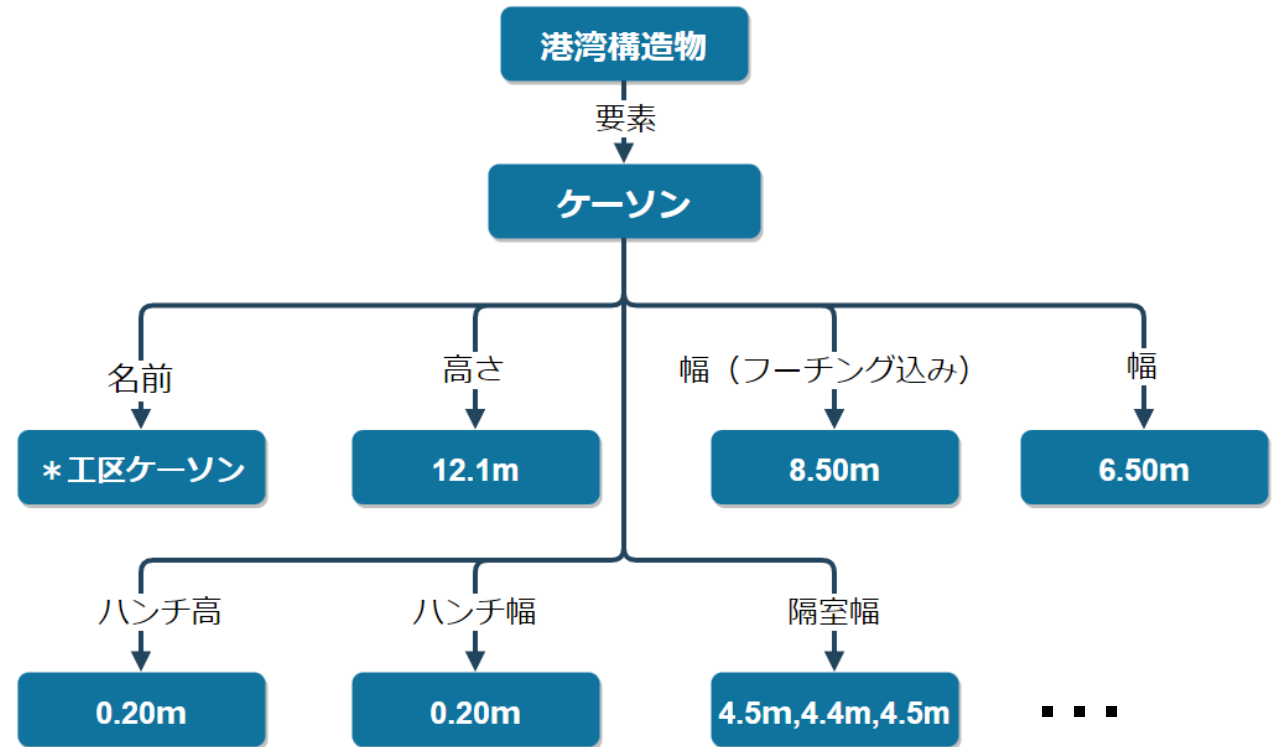 港湾構造物
要素
ケーソン
名前
高さ
幅（フーチング込み）
幅
＊工区ケーソン
12.1m
8.50m
6.50m
ハンチ高
ハンチ幅
隔室幅
0.20m
0.20m
4.5m,4.4m,4.5m
・・・